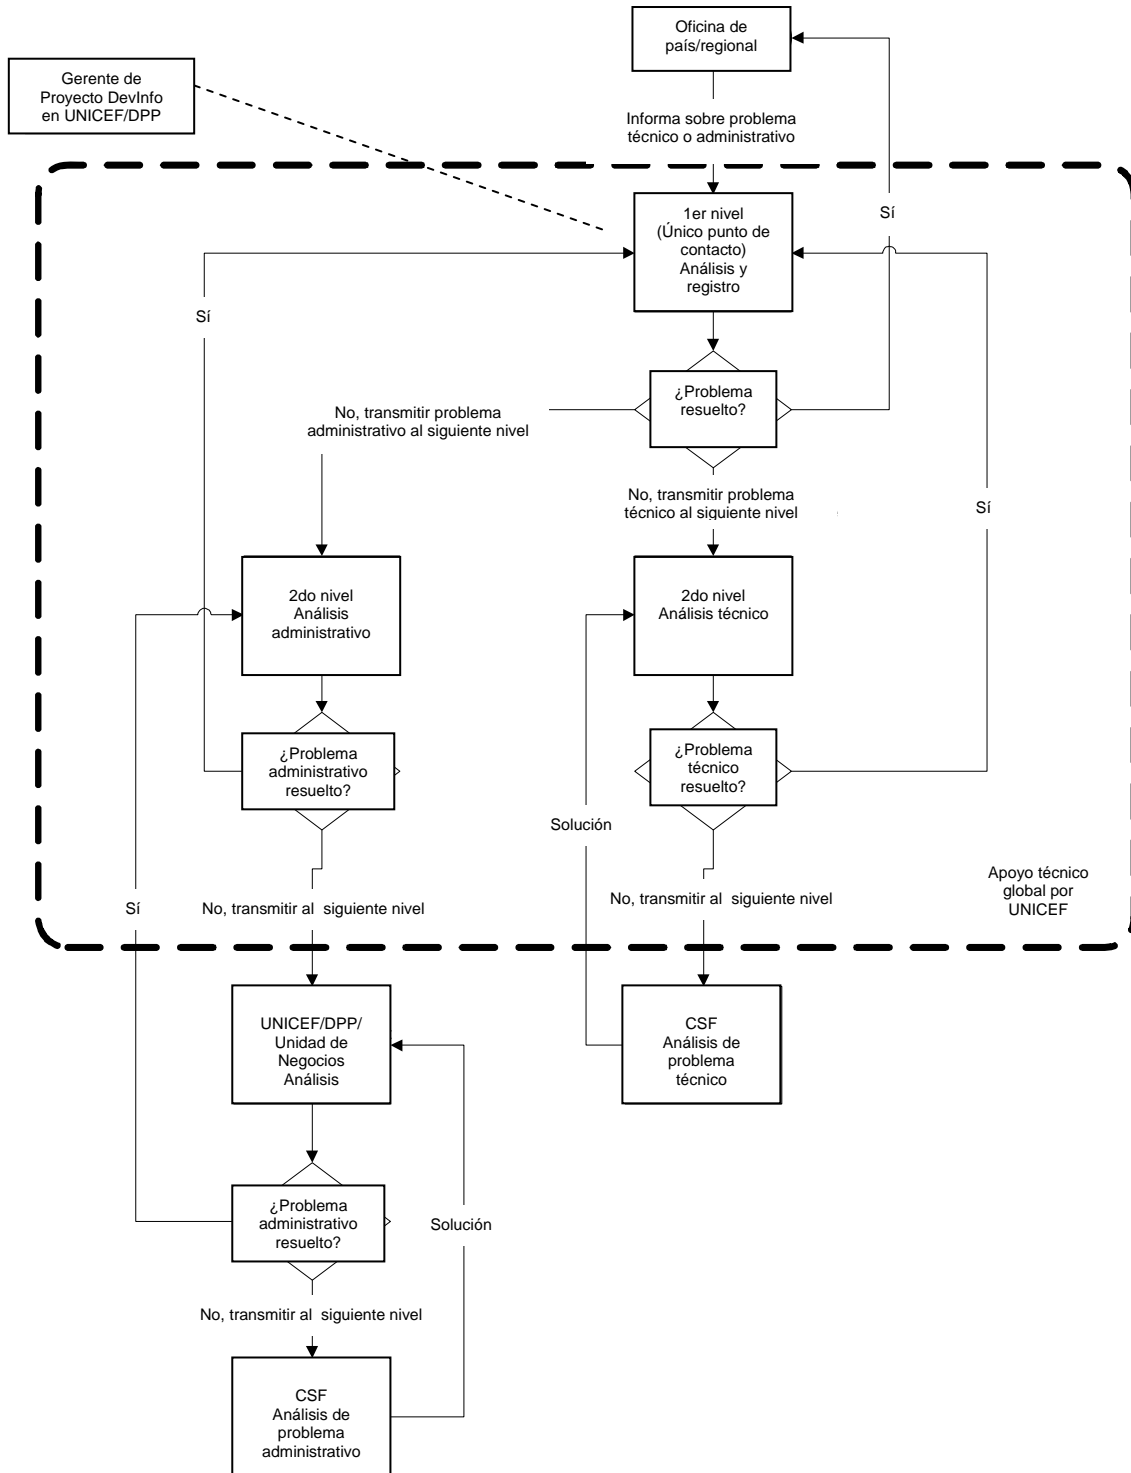 Oficina de
país/regional
Gerente de
Proyecto DevInfo
en UNICEF/DPP
Informa sobre problema
técnico o administrativo
1er nivel
(Único punto de
contacto)
Análisis y
registro
Sí
Sí
¿Problema
resuelto?
No, transmitir problema
administrativo al siguiente nivel
No, transmitir problema
técnico al siguiente nivel
Sí
2do nivel
Análisis
administrativo
2do nivel
Análisis técnico
¿Problema
administrativo
resuelto?
¿Problema
técnico
resuelto?
Solución
Apoyo técnico
global por
UNICEF
Sí
No, transmitir al siguiente nivel
No, transmitir al siguiente nivel
UNICEF/DPP/
Unidad de
Negocios
Análisis
CSF
Análisis de
problema
técnico
¿Problema
administrativo
resuelto?
Solución
No, transmitir al siguiente nivel
CSF
Análisis de
problema
administrativo